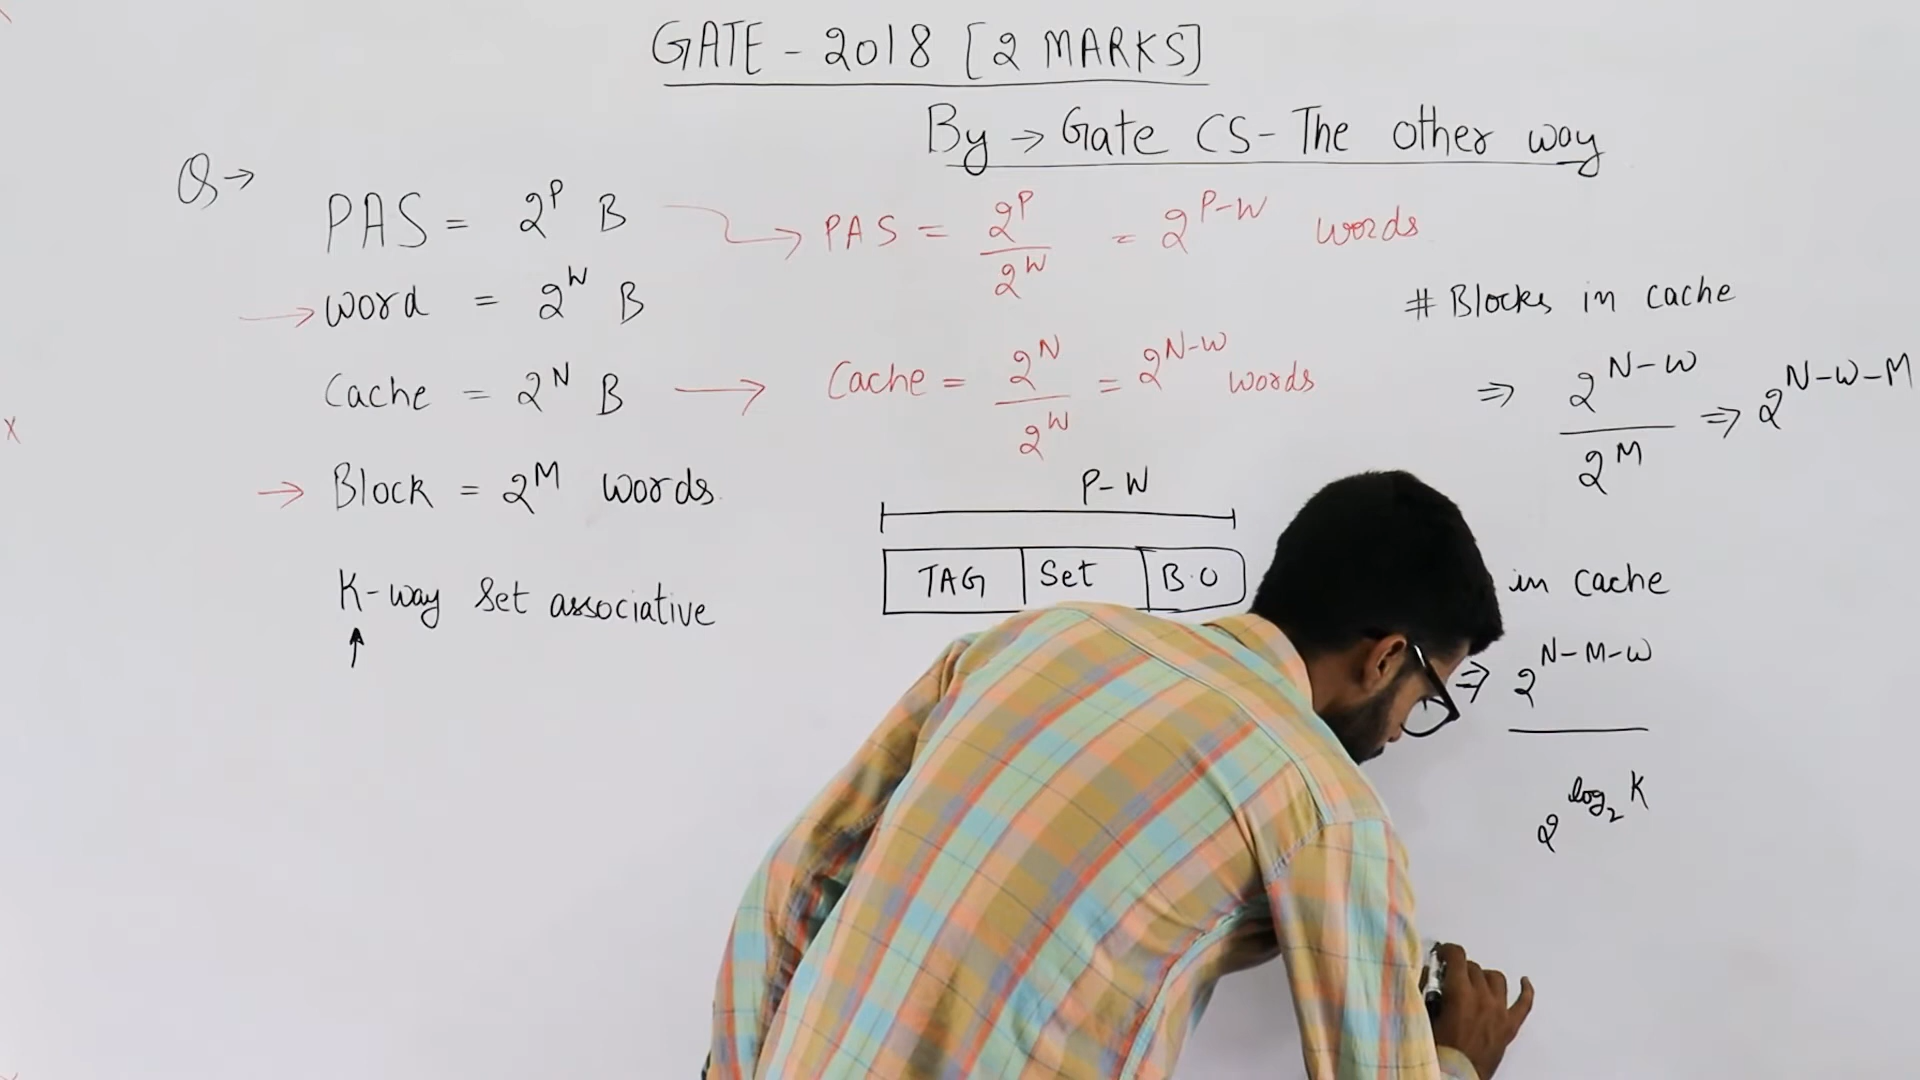 GATE - 2018 [2 MARKS]
By → Gate CS - The other way
Q →
PAS = 2^P B
→ word = 2^W B
Cache = 2^N B
→ Block = 2^M words
K-way set associative
↑
→ PAS = 2^P / 2^W = 2^(P-W) words
→ Cache = 2^N / 2^W = 2^(N-W) words
P-W
TAG | Set | B.O
# Blocks in cache
⇒ 2^(N-W) / 2^M ⇒ 2^(N-W-M)
in cache
⇒ 2^(N-M-W) / 2^(log₂ K)
x